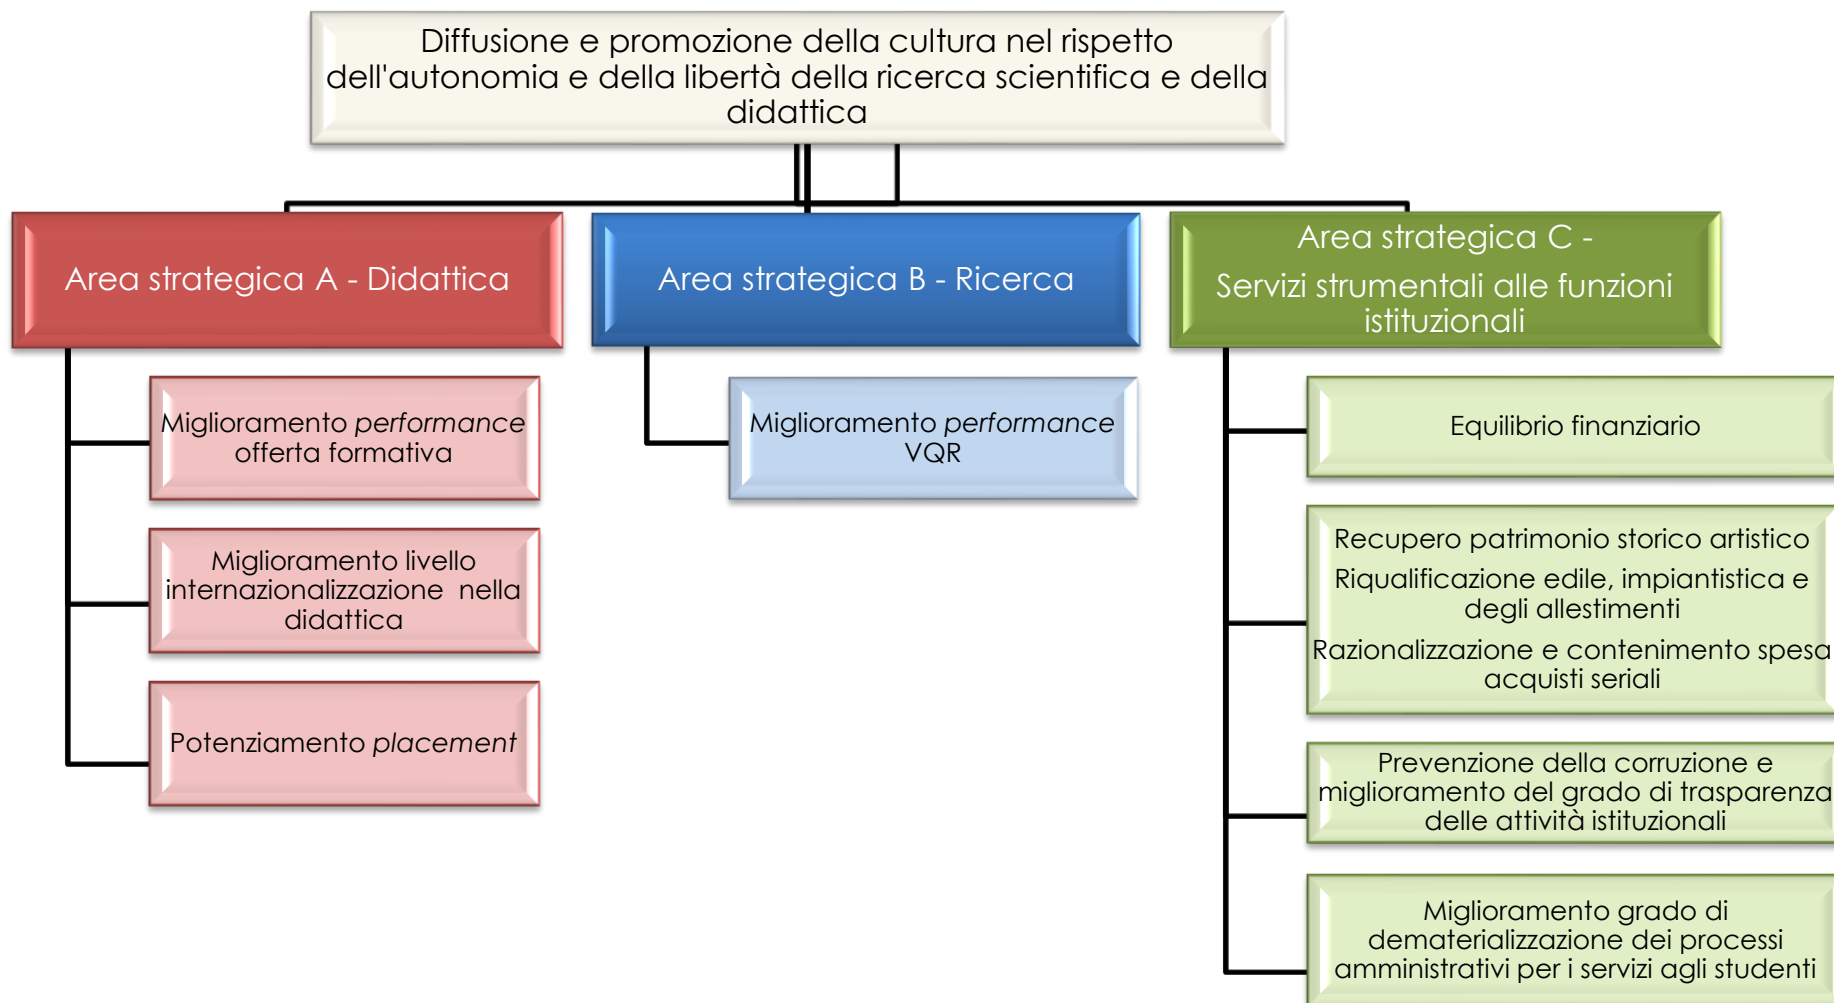 Diffusione e promozione della cultura nel rispetto
dell'autonomia e della libertà della ricerca scientifica e della
didattica
Area strategica A - Didattica
Miglioramento performance
offerta formativa
Miglioramento livello
internazionalizzazione nella
didattica
Potenziamento placement
Area strategica B - Ricerca
Miglioramento performance
VQR
Area strategica C -
Servizi strumentali alle funzioni
istituzionali
Equilibrio finanziario
Recupero patrimonio storico artistico
Riqualificazione edile, impiantistica e
degli allestimenti
Razionalizzazione e contenimento spesa
acquisti seriali
Prevenzione della corruzione e
miglioramento del grado di trasparenza
delle attività istituzionali
Miglioramento grado di
dematerializzazione dei processi
amministrativi per i servizi agli studenti